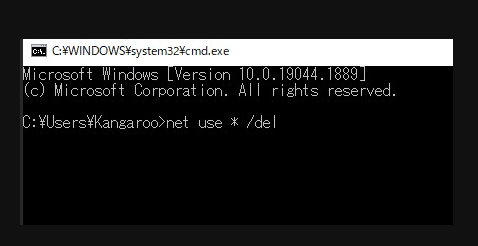 C:¥WINDOWS¥system32¥cmd.exe
Microsoft Windows [Version 10.0.19044.1889]
(c) Microsoft Corporation. All rights reserved.
C:¥Users¥Kangaroo>net use * /del